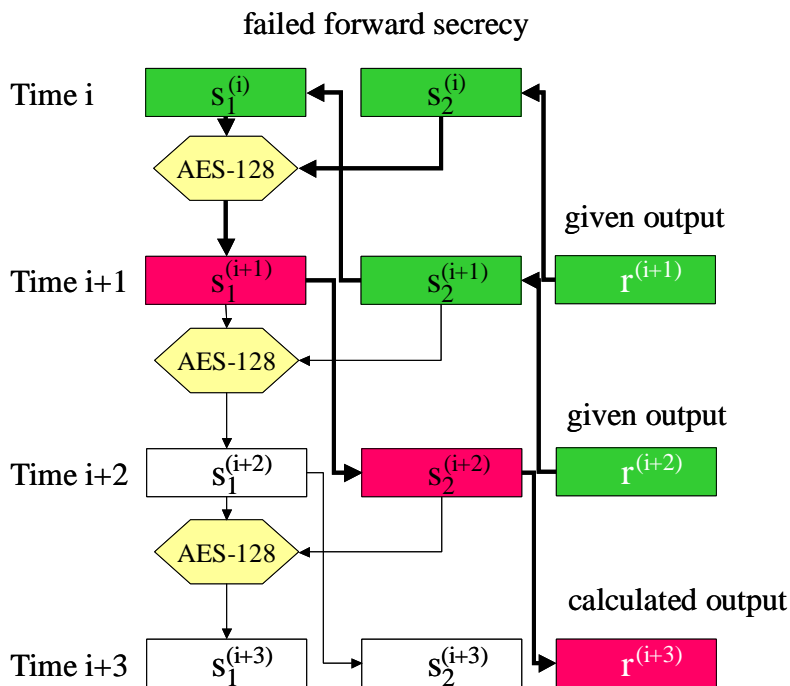 failed forward secrecy
Time i s₁⁽ⁱ⁾ s₂⁽ⁱ⁾
AES-128
given output
Time i+1 s₁⁽ⁱ⁺¹⁾ s₂⁽ⁱ⁺¹⁾ r⁽ⁱ⁺¹⁾
AES-128
given output
Time i+2 s₁⁽ⁱ⁺²⁾ s₂⁽ⁱ⁺²⁾ r⁽ⁱ⁺²⁾
AES-128
calculated output
Time i+3 s₁⁽ⁱ⁺³⁾ s₂⁽ⁱ⁺³⁾ r⁽ⁱ⁺³⁾